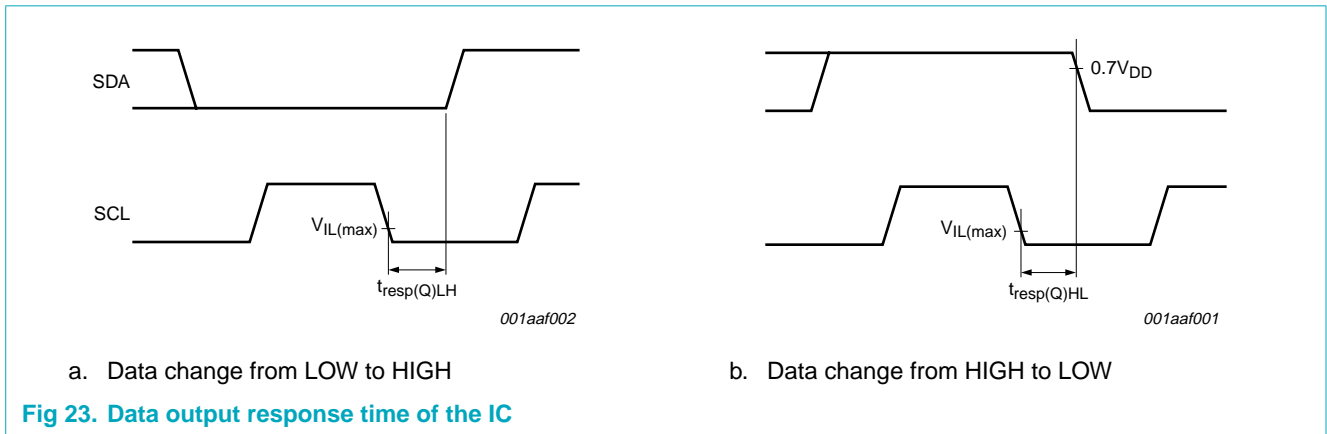 SDA
SCL
VIL(max)
tresp(Q)LH
001aaf002
0.7VDD
VIL(max)
tresp(Q)HL
001aaf001
a. Data change from LOW to HIGH
b. Data change from HIGH to LOW
Fig 23. Data output response time of the IC